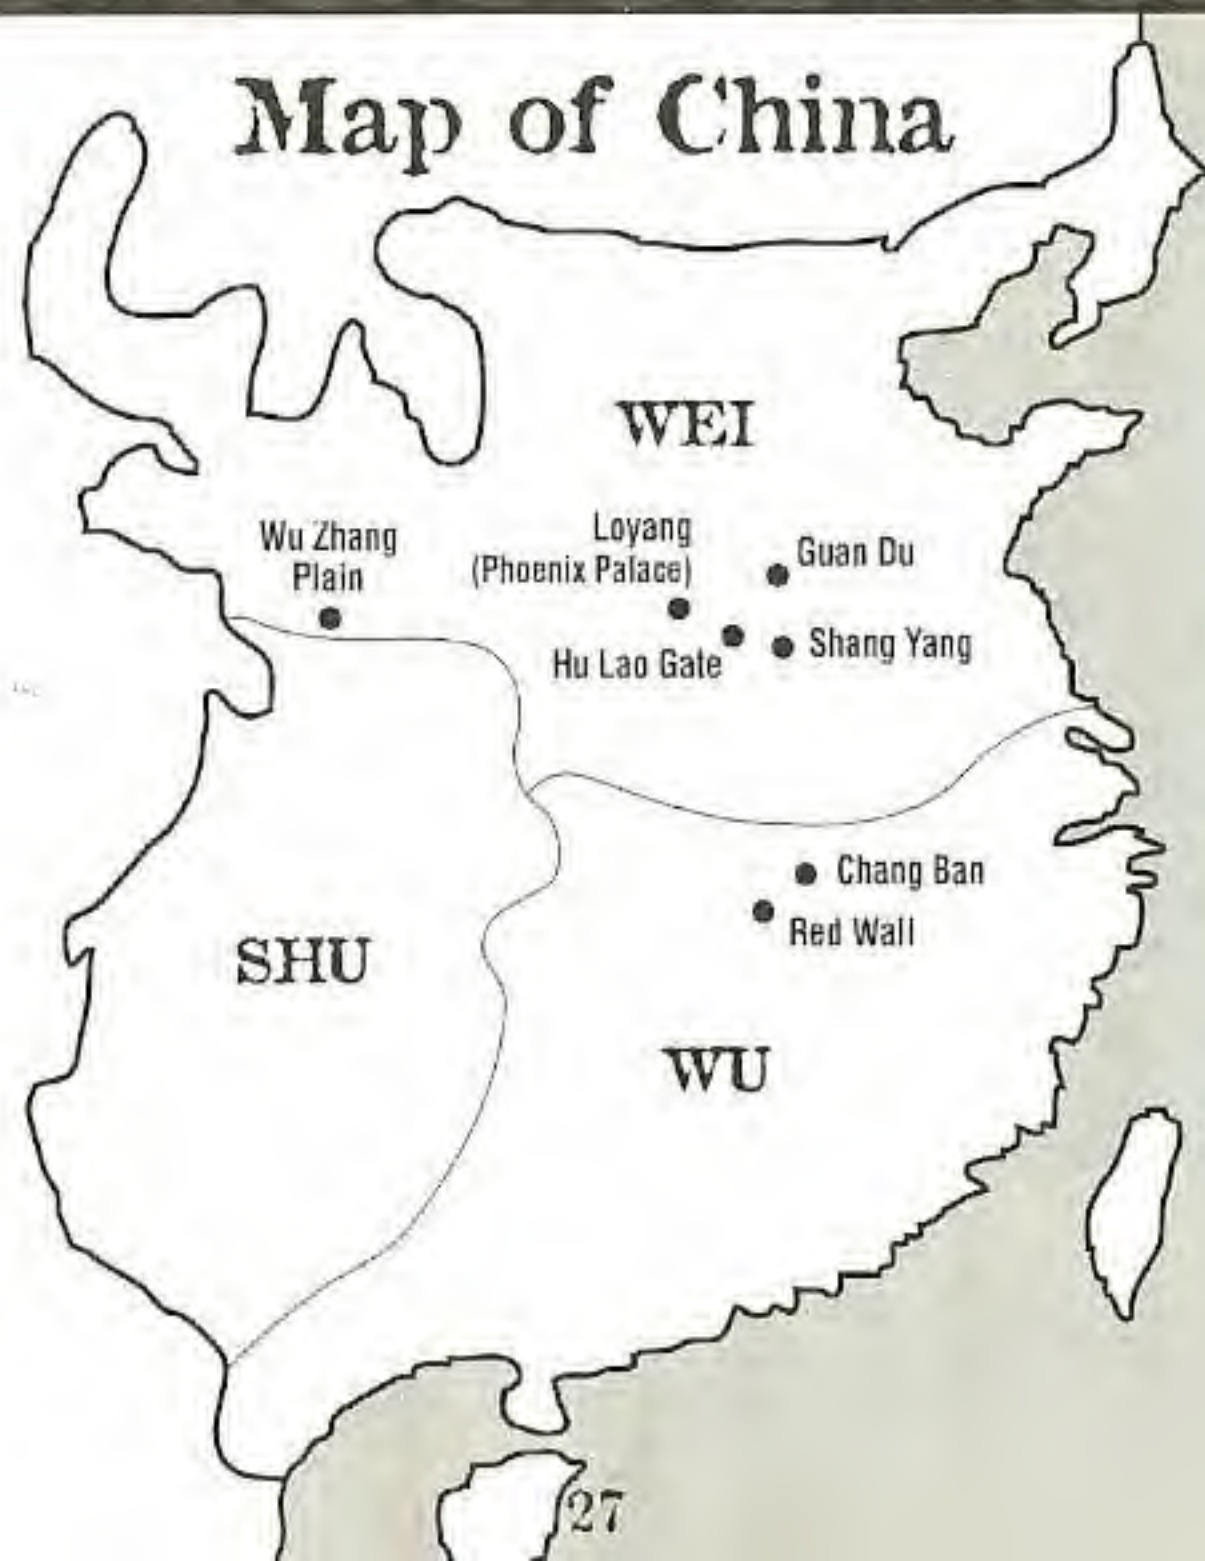 Map of China
WEI
Wu Zhang
Plain
Loyang
(Phoenix Palace)
Guan Du
Hu Lao Gate
Shang Yang
Chang Ban
Red Wall
SHU
WU
27